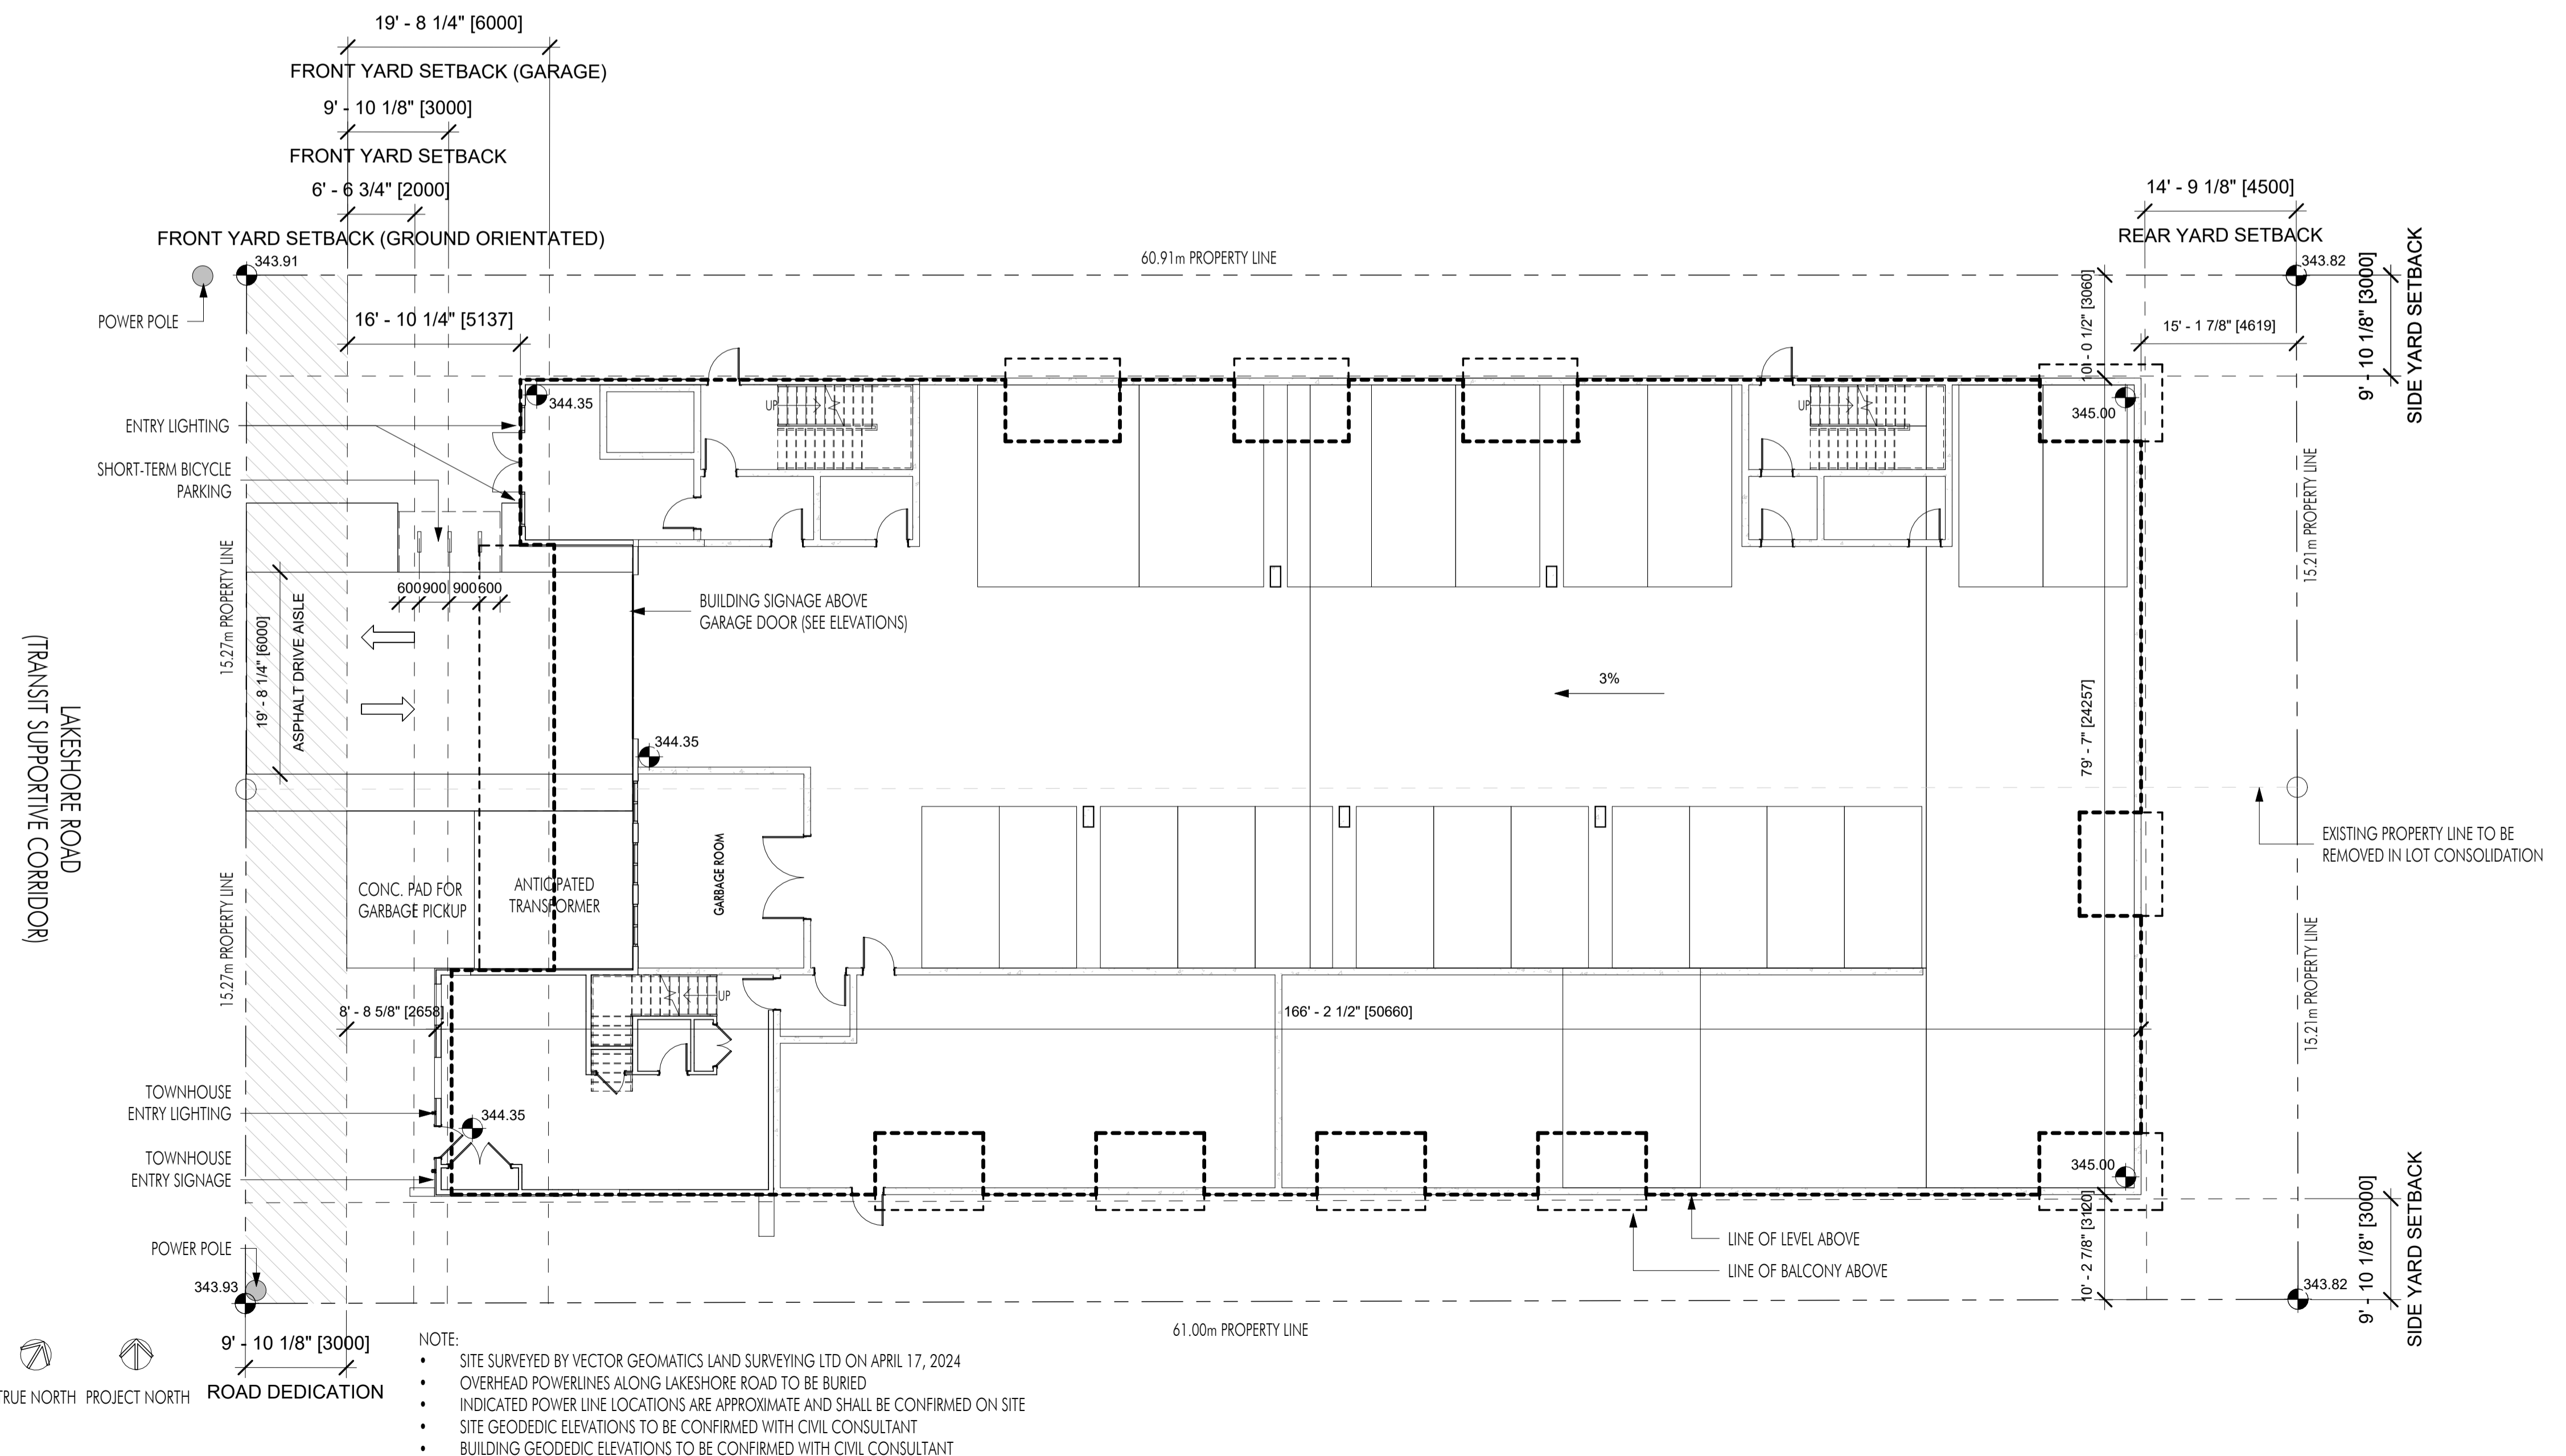 19' - 8 1/4" [6000]
FRONT YARD SETBACK (GARAGE)
9' - 10 1/8" [3000]
FRONT YARD SETBACK
6' - 6 3/4" [2000]
FRONT YARD SETBACK (GROUND ORIENTATED)
14' - 9 1/8" [4500]
REAR YARD SETBACK
343.91
60.91m PROPERTY LINE
343.82
POWER POLE
16' - 10 1/4" [5137]
10' - 0 1/2" [3060]
15' - 1 7/8" [4619]
9' - 10 1/8" [3000]
SIDE YARD SETBACK
344.35
UP
UP
345.00
ENTRY LIGHTING
SHORT-TERM BICYCLE
PARKING
15.27m PROPERTY LINE
15.21m PROPERTY LINE
600
900
900
600
BUILDING SIGNAGE ABOVE
GARAGE DOOR (SEE ELEVATIONS)
19' - 8 1/4" [6000]
ASPHALT DRIVE AISLE
3%
79' - 7" [24257]
344.35
LAKESHORE ROAD
(TRANSIT SUPPORTIVE CORRIDOR)
EXISTING PROPERTY LINE TO BE
REMOVED IN LOT CONSOLIDATION
GARBAGE ROOM
CONC. PAD FOR
GARBAGE PICKUP
ANTICIPATED
TRANSFORMER
15.27m PROPERTY LINE
15.21m PROPERTY LINE
UP
8' - 8 5/8" [2658]
166' - 2 1/2" [50660]
TOWNHOUSE
ENTRY LIGHTING
344.35
TOWNHOUSE
ENTRY SIGNAGE
345.00
10' - 2 7/8" [3120]
9' - 10 1/8" [3000]
SIDE YARD SETBACK
LINE OF LEVEL ABOVE
LINE OF BALCONY ABOVE
POWER POLE
343.93
343.82
61.00m PROPERTY LINE
9' - 10 1/8" [3000]
ROAD DEDICATION
TRUE NORTH
PROJECT NORTH
NOTE:
• SITE SURVEYED BY VECTOR GEOMATICS LAND SURVEYING LTD ON APRIL 17, 2024
• OVERHEAD POWERLINES ALONG LAKESHORE ROAD TO BE BURIED
• INDICATED POWER LINE LOCATIONS ARE APPROXIMATE AND SHALL BE CONFIRMED ON SITE
• SITE GEODEDIC ELEVATIONS TO BE CONFIRMED WITH CIVIL CONSULTANT
• BUILDING GEODEDIC ELEVATIONS TO BE CONFIRMED WITH CIVIL CONSULTANT